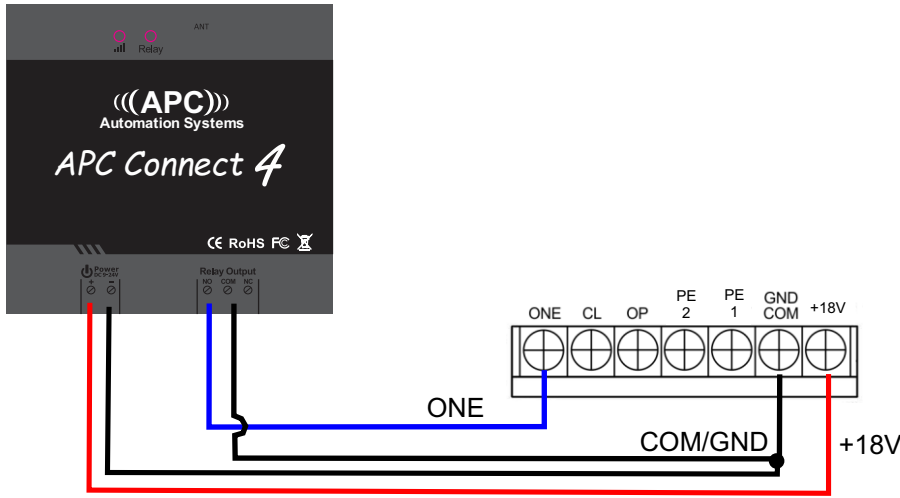 ANT
Relay
(((APC)))
Automation Systems
APC Connect 4
CE RoHS FC
Power
DC 9-24V
+ -
Relay Output
NO COM NC
ONE CL OP PE 2 PE 1 GND COM +18V
ONE
COM/GND
+18V